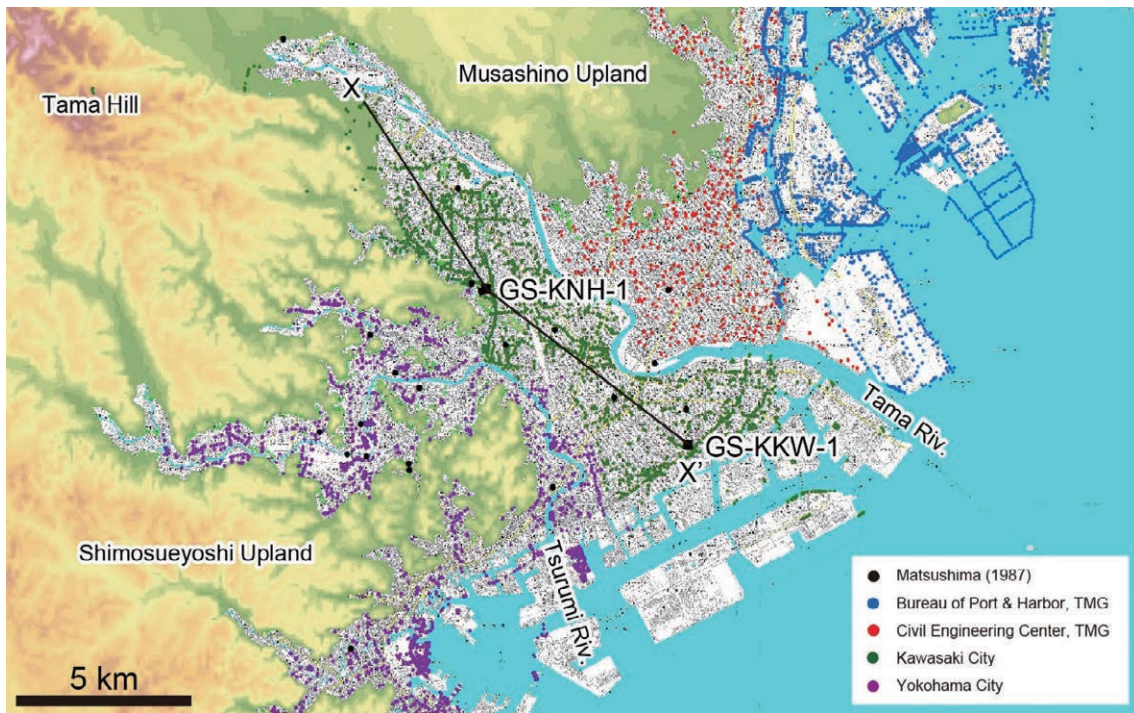 Musashino Upland
Tama Hill
X
GS-KNH-1
Tama Riv.
GS-KKW-1
X'
Shimosueyoshi Upland
Tsurumi Riv.
Matsushima (1987)
Bureau of Port & Harbor, TMG
Civil Engineering Center, TMG
Kawasaki City
Yokohama City
5 km